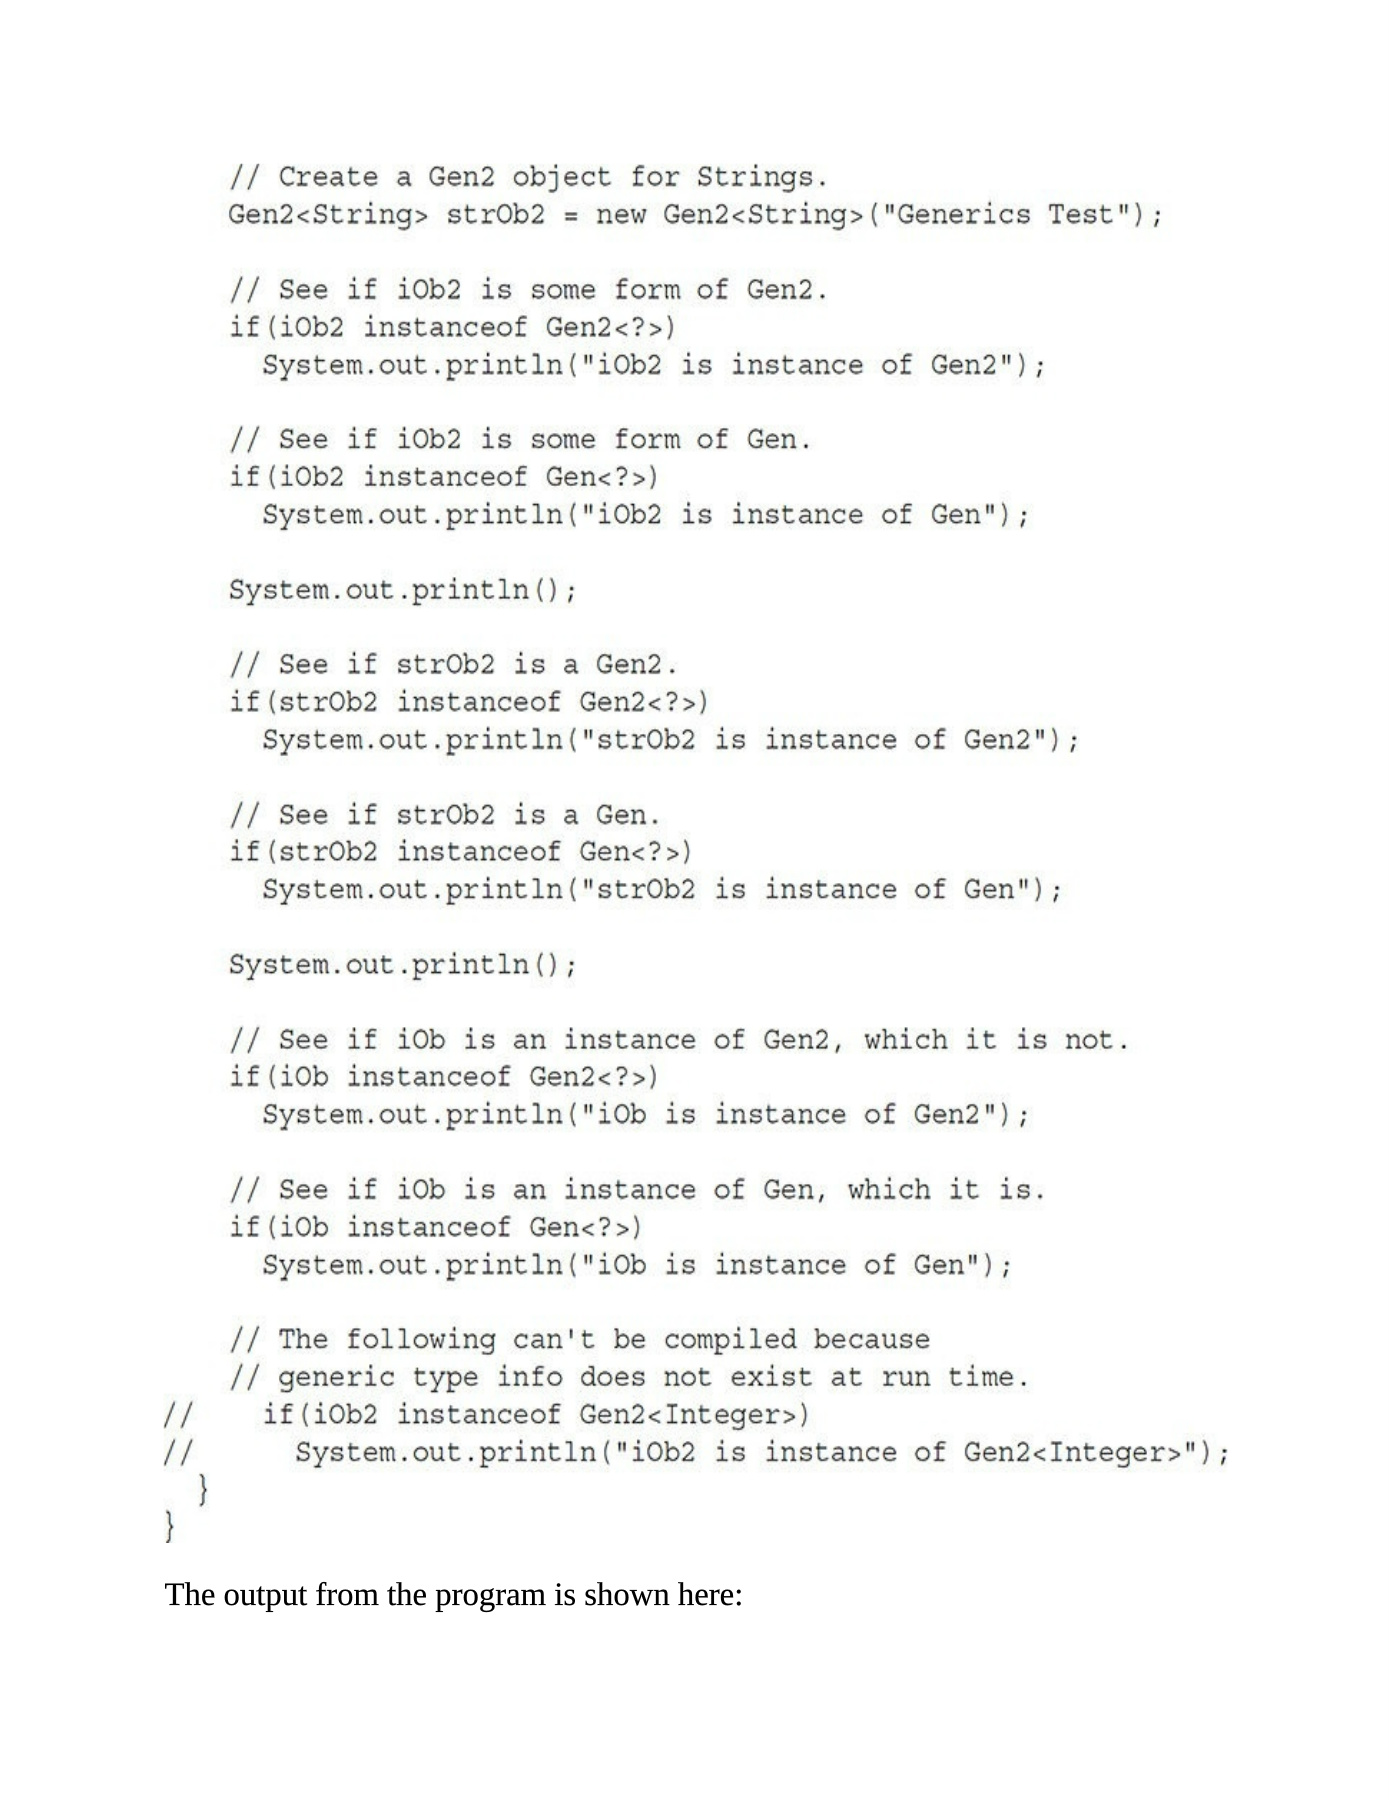 // Create a Gen2 object for Strings.
Gen2<String> strOb2 = new Gen2<String>("Generics Test");
// See if iOb2 is some form of Gen2.
if(iOb2 instanceof Gen2<?>)
System.out.println("iOb2 is instance of Gen2");
// See if iOb2 is some form of Gen.
if(iOb2 instanceof Gen<?>)
System.out.println("iOb2 is instance of Gen");
System.out.println();
// See if strOb2 is a Gen2.
if(strOb2 instanceof Gen2<?>)
System.out.println("strOb2 is instance of Gen2");
// See if strOb2 is a Gen.
if(strOb2 instanceof Gen<?>)
System.out.println("strOb2 is instance of Gen");
System.out.println();
// See if iOb is an instance of Gen2, which it is not.
if(iOb instanceof Gen2<?>)
System.out.println("iOb is instance of Gen2");
// See if iOb is an instance of Gen, which it is.
if(iOb instanceof Gen<?>)
System.out.println("iOb is instance of Gen");
// The following can't be compiled because
// generic type info does not exist at run time.
// if(iOb2 instanceof Gen2<Integer>)
// System.out.println("iOb2 is instance of Gen2<Integer>");
}
}
The output from the program is shown here: